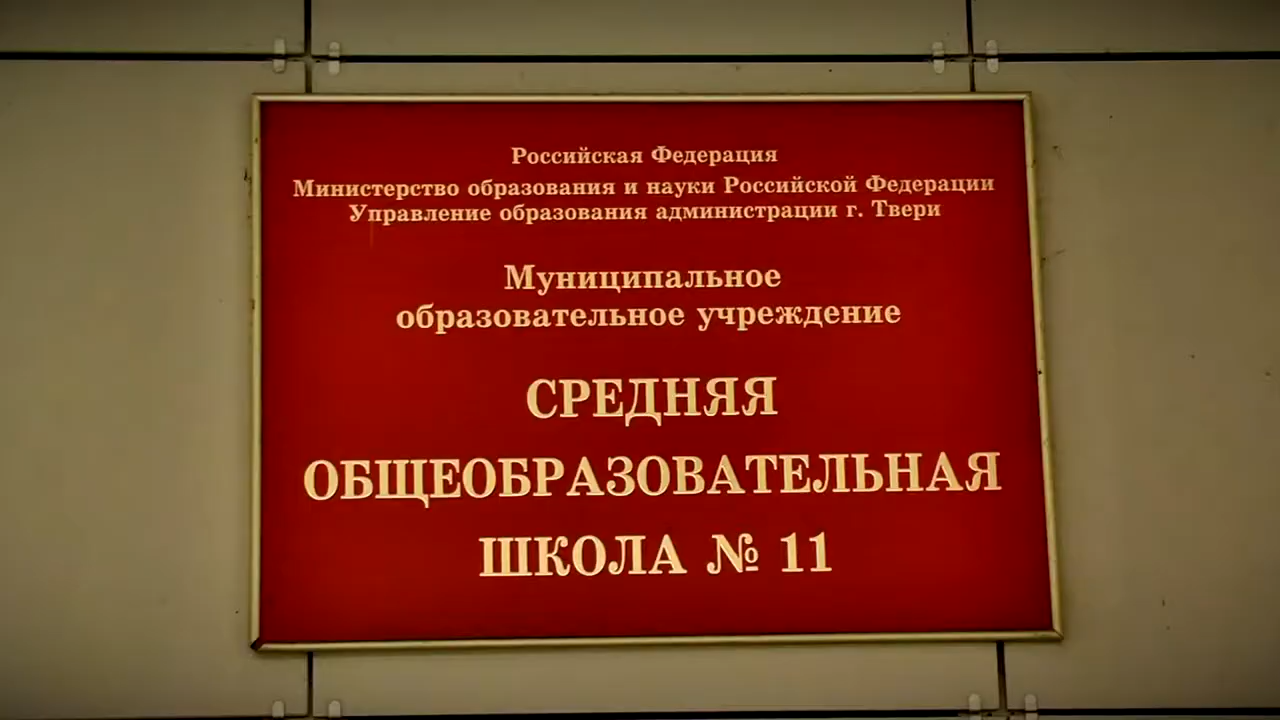 Российская Федерация
Министерство образования и науки Российской Федерации
Управление образования администрации г. Твери
Муниципальное
образовательное учреждение
СРЕДНЯЯ
ОБЩЕОБРАЗОВАТЕЛЬНАЯ
ШКОЛА № 11